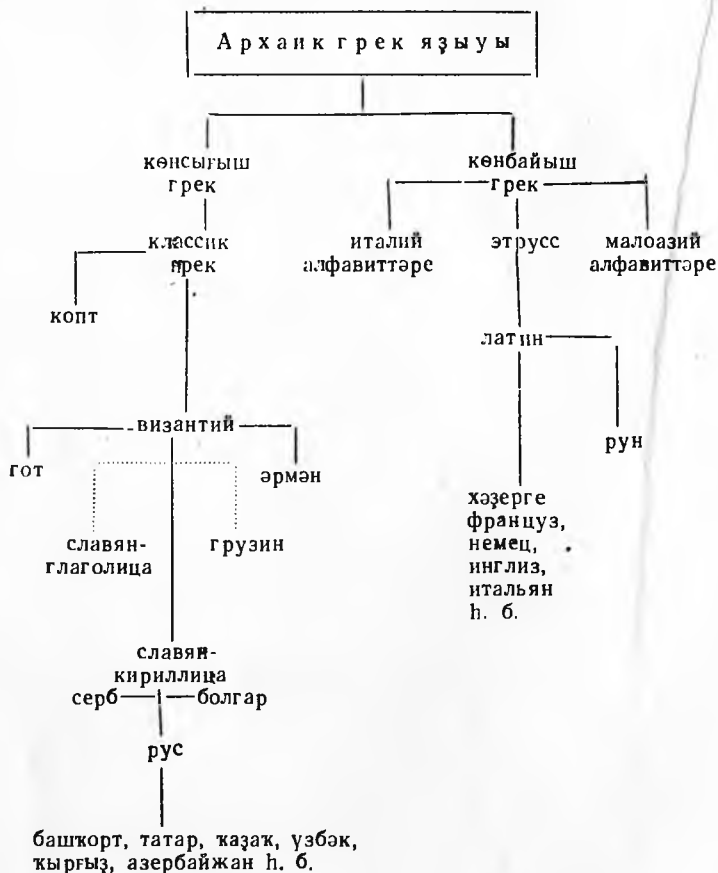 Архаик грек яҙыуы
көнсығыш
грек
көнбайыш
грек
классик
грек
италий
алфавиттәре
этрусс
малоазий
алфавиттәре
копт
латин
византий
рун
гот
әрмән
славян-
глаголица
грузин
хәҙерге
француз,
немец,
инглиз,
итальян
һ. б.
славян-
кириллица
серб
болгар
рус
башҡорт, татар, ҡаҙаҡ, үзбәк,
ҡырғыҙ, азербайжан һ. б.